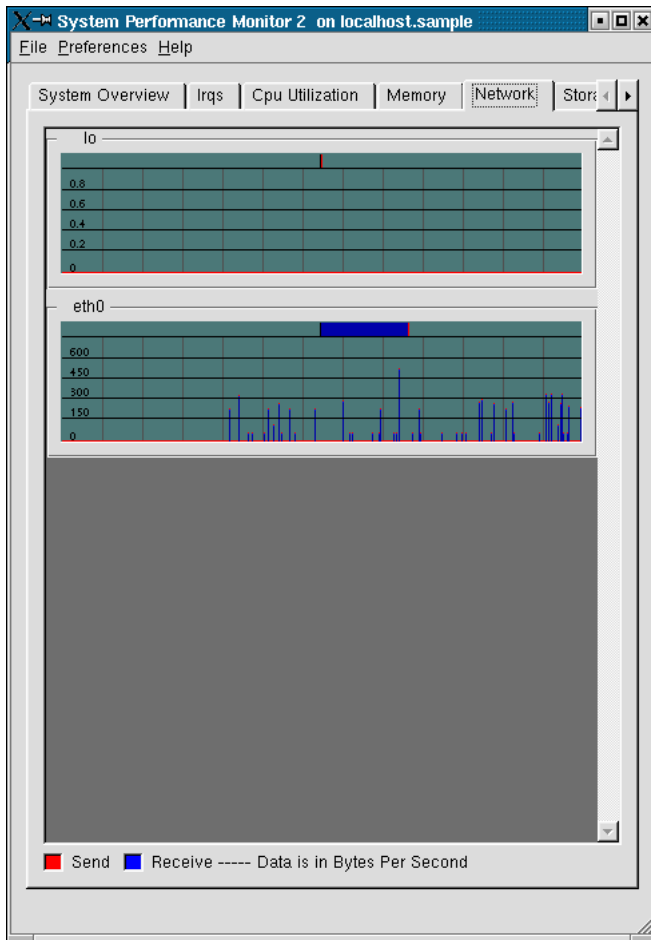 System Performance Monitor 2 on localhost.sample
File Preferences Help
System Overview Irqs Cpu Utilization Memory Network Stora
lo
0.8
0.6
0.4
0.2
0
eth0
600
450
300
150
0
Send Receive ----- Data is in Bytes Per Second